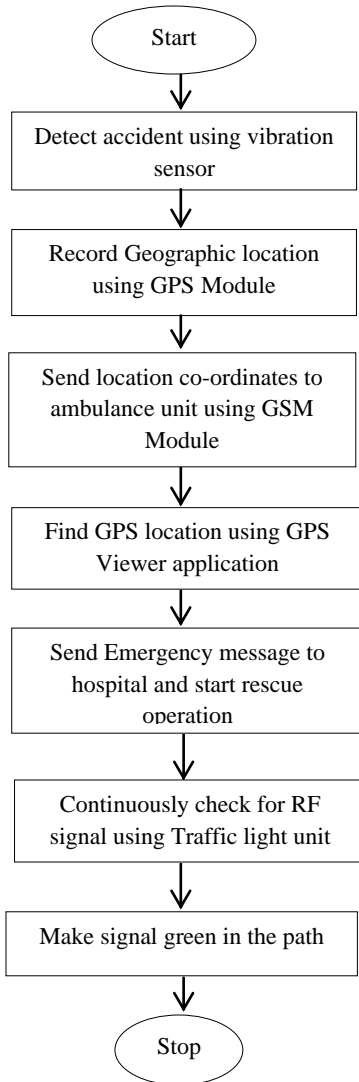 Start
Detect accident using vibration
sensor
Record Geographic location
using GPS Module
Send location co-ordinates to
ambulance unit using GSM
Module
Find GPS location using GPS
Viewer application
Send Emergency message to
hospital and start rescue
operation
Continuously check for RF
signal using Traffic light unit
Make signal green in the path
Stop